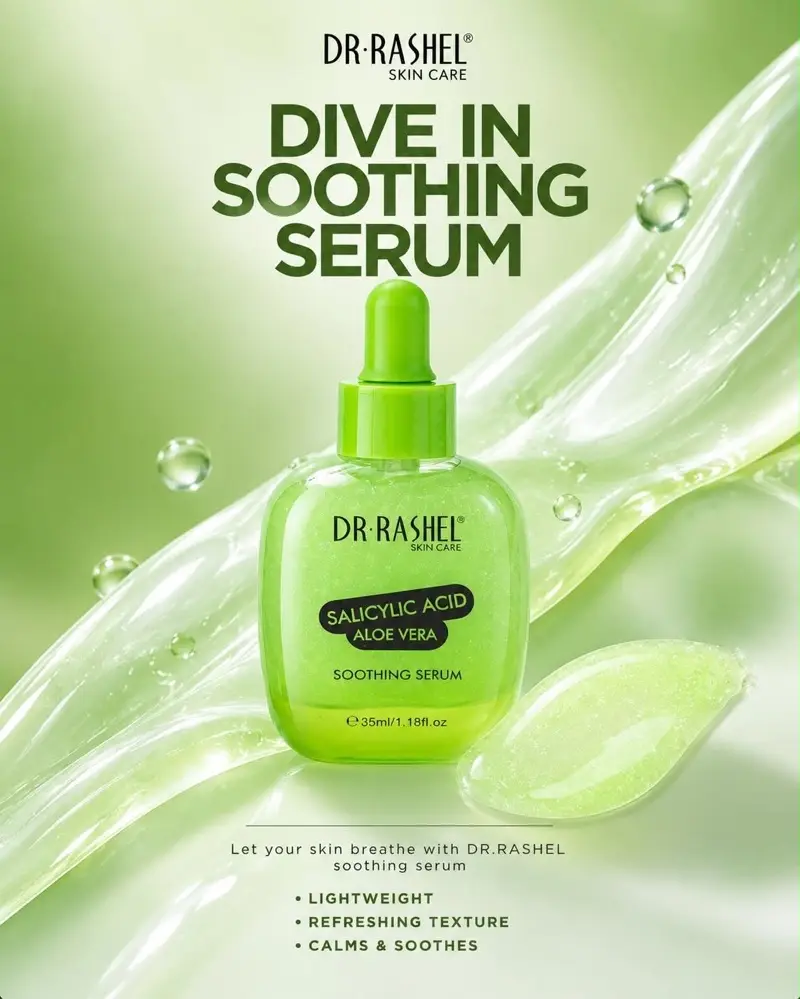 DR·RASHEL®
SKIN CARE
DIVE IN
SOOTHING
SERUM
DR·RASHEL®
SKIN CARE
SALICYLIC ACID
ALOE VERA
SOOTHING SERUM
℮35ml/1.18fl.oz
Let your skin breathe with DR.RASHEL
soothing serum
• LIGHTWEIGHT
• REFRESHING TEXTURE
• CALMS & SOOTHES